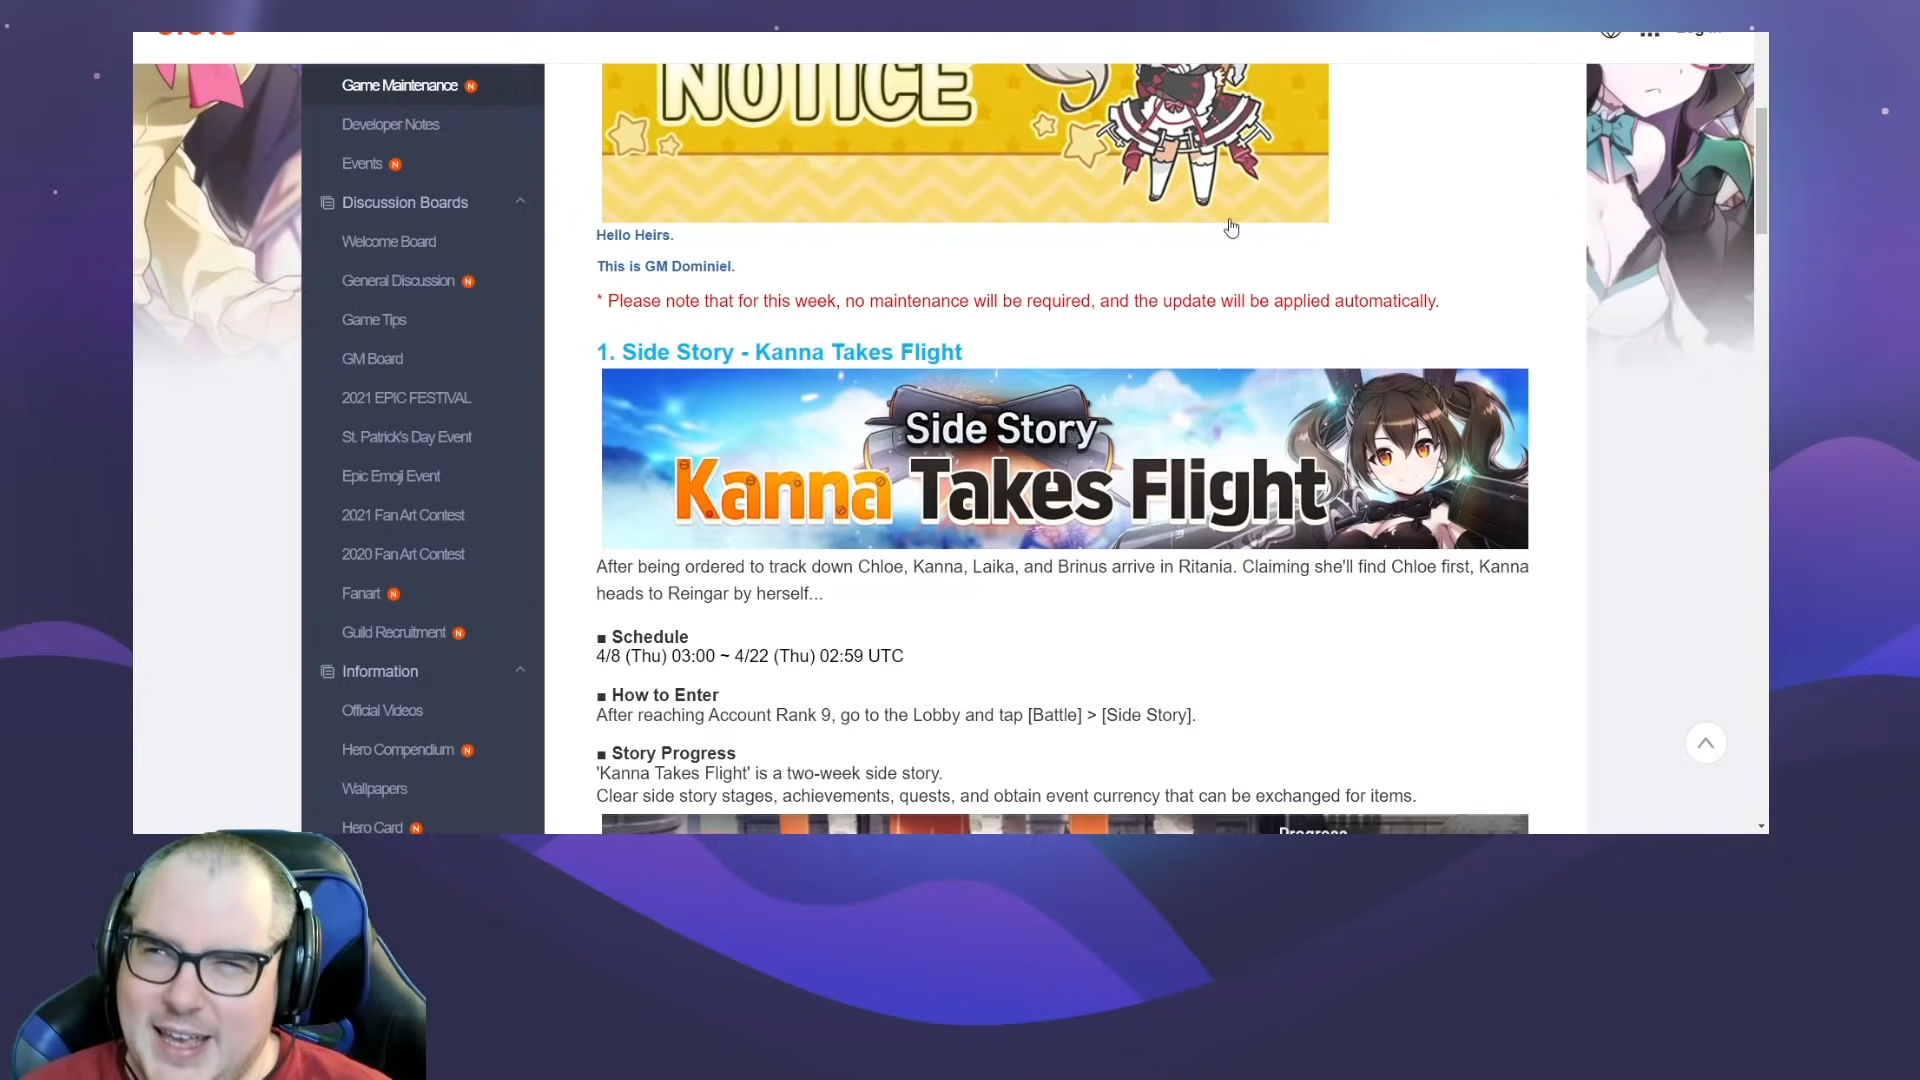 Game Maintenance N
Developer Notes
Events N
Discussion Boards
Welcome Board
General Discussion N
Game Tips
GM Board
2021 EPIC FESTIVAL
St. Patrick's Day Event
Epic Emoji Event
2021 Fan Art Contest
2020 Fan Art Contest
Fanart N
Guild Recruitment N
Information
Official Videos
Hero Compendium N
Wallpapers
Hero Card N
NOTICE
Hello Heirs.
This is GM Dominiel.
* Please note that for this week, no maintenance will be required, and the update will be applied automatically.
1. Side Story - Kanna Takes Flight
Side Story
Kanna Takes Flight
After being ordered to track down Chloe, Kanna, Laika, and Brinus arrive in Ritania. Claiming she'll find Chloe first, Kanna
heads to Reingar by herself...
■ Schedule
4/8 (Thu) 03:00 ~ 4/22 (Thu) 02:59 UTC
■ How to Enter
After reaching Account Rank 9, go to the Lobby and tap [Battle] > [Side Story].
■ Story Progress
'Kanna Takes Flight' is a two-week side story.
Clear side story stages, achievements, quests, and obtain event currency that can be exchanged for items.
Progress